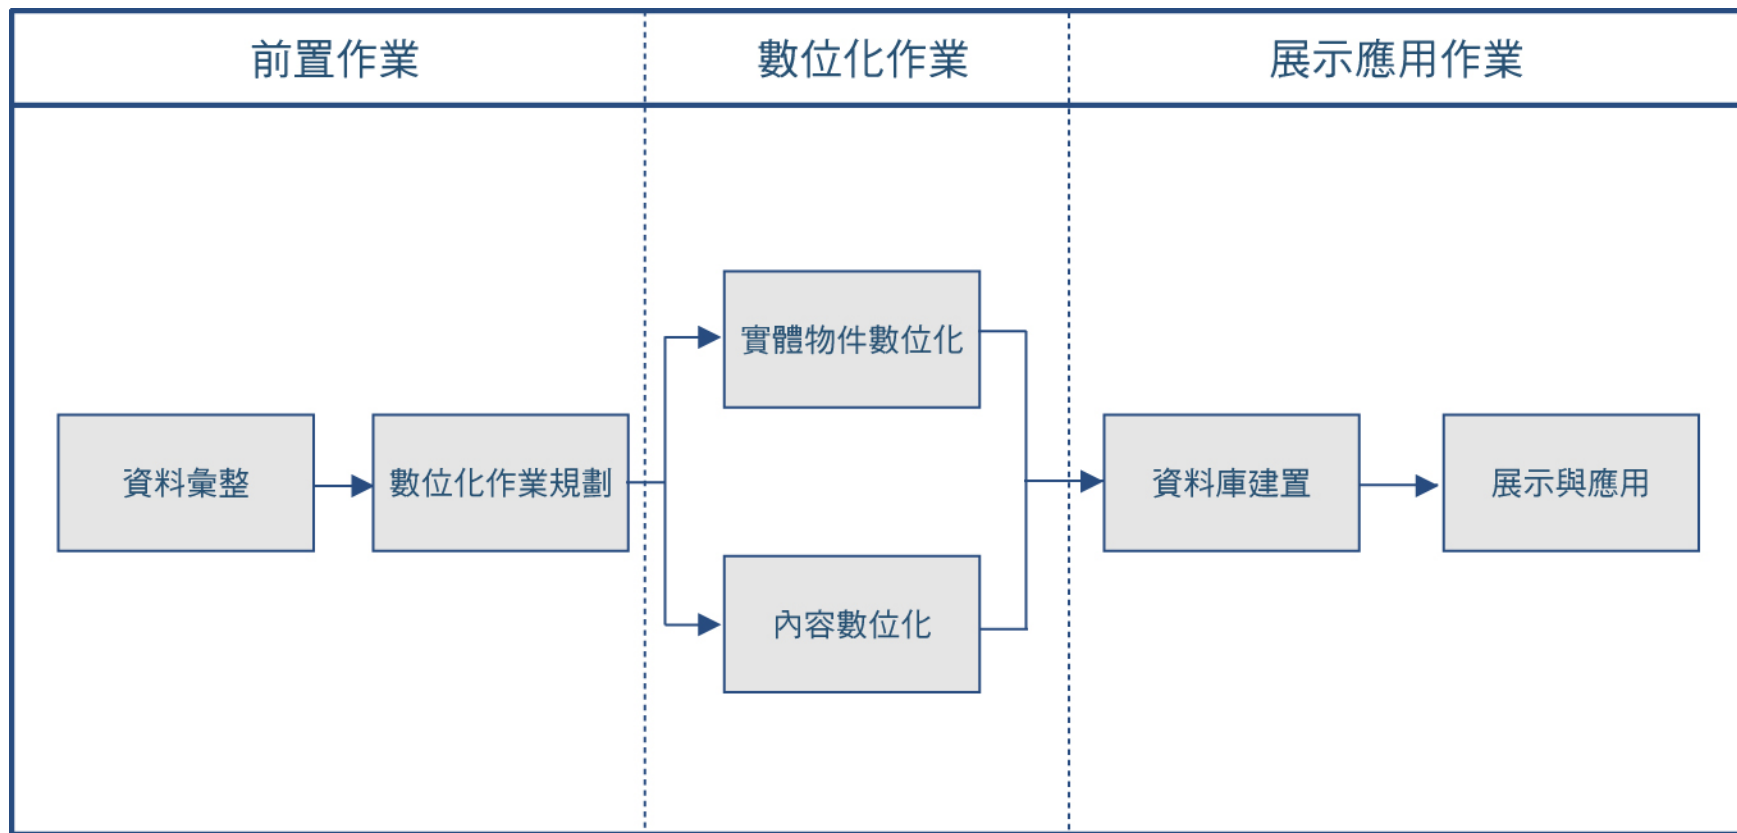 前置作業
數位化作業
展示應用作業
資料彙整
數位化作業規劃
實體物件數位化
內容數位化
資料庫建置
展示與應用